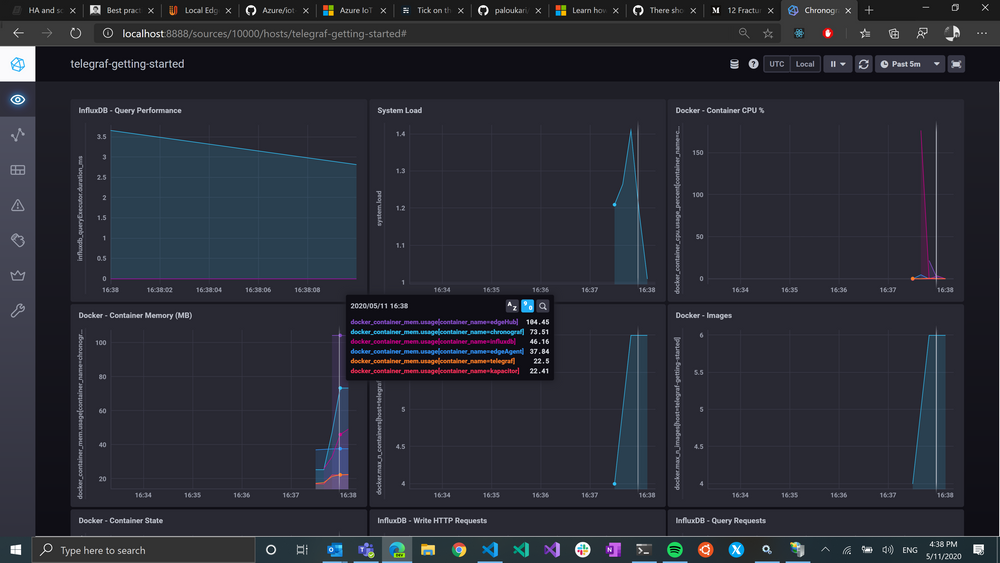 HA and sc
Best pract
Local Edge
Azure/iot
Azure IoT
Tick on th
paloukari/
Learn how
There sho
12 Fractur
Chronogr
localhost:8888/sources/10000/hosts/telegraf-getting-started#
telegraf-getting-started
UTC Local
Past 5m
InfluxDB - Query Performance
influxdb_queryExecutor.duration_ms
3.5
3
2.5
2
1.5
1
0.5
0
16:38 16:38:02 16:38:04 16:38:06 16:38:08
System Load
system.load
1.4
1.3
1.2
1.1
1
16:34 16:35 16:36 16:37 16:38
Docker - Container CPU %
docker_container_cpu.usage_percent[container_name=c...
150
100
50
0
16:34 16:35 16:36 16:37 16:38
Docker - Container Memory (MB)
docker_container_mem.usage[container_name=chronogr...
100
80
60
40
20
16:34 16:35 16:36 16:37 16:38
2020/05/11 16:38
docker_container_mem.usage[container_name=edgeHub] 104.45
docker_container_mem.usage[container_name=chronograf] 73.51
docker_container_mem.usage[container_name=influxdb] 46.16
docker_container_mem.usage[container_name=edgeAgent] 37.84
docker_container_mem.usage[container_name=telegraf] 22.5
docker_container_mem.usage[container_name=kapacitor] 22.41
docker.max_n_containers[host=telegra
5
4.5
4
16:34 16:35 16:36 16:37 16:38
Docker - Images
docker.max_n_images[host=telegraf-getting-started]
6
5.5
5
4.5
4
16:34 16:35 16:36 16:37 16:38
Docker - Container State
InfluxDB - Write HTTP Requests
InfluxDB - Query Requests
Type here to search
ENG
4:38 PM
5/11/2020